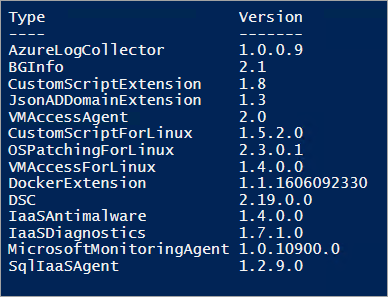 Type Version
---- -------
AzureLogCollector 1.0.0.9
BGInfo 2.1
CustomScriptExtension 1.8
JsonADDomainExtension 1.3
VMAccessAgent 2.0
CustomScriptForLinux 1.5.2.0
OSPatchingForLinux 2.3.0.1
VMAccessForLinux 1.4.0.0
DockerExtension 1.1.1606092330
DSC 2.19.0.0
IaaSAntimalware 1.4.0.0
IaaSDiagnostics 1.7.1.0
MicrosoftMonitoringAgent 1.0.10900.0
SqlIaaSAgent 1.2.9.0